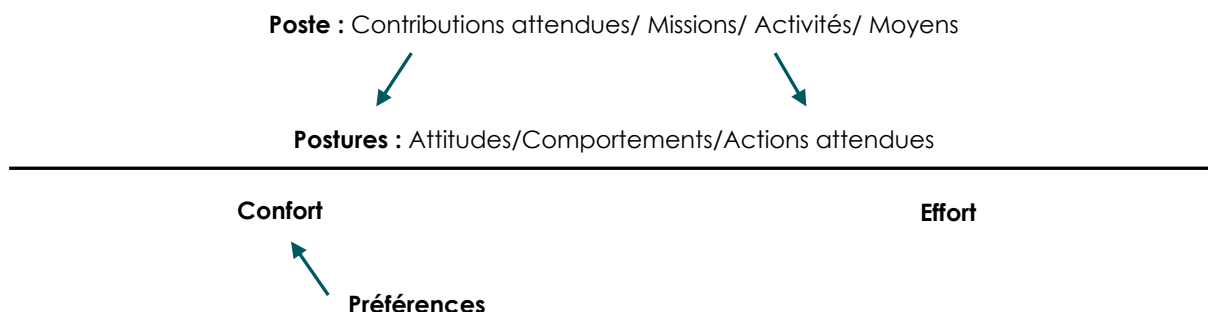 Poste : Contributions attendues/ Missions/ Activités/ Moyens
Postures : Attitudes/Comportements/Actions attendues
Confort Effort
Préférences